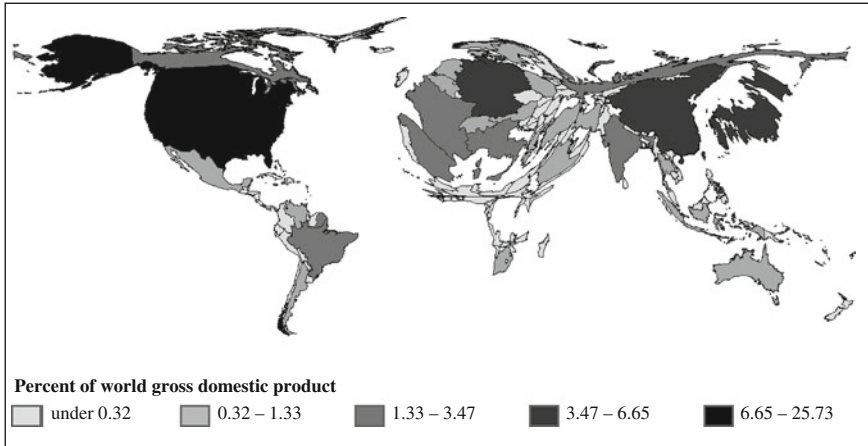 Percent of world gross domestic product
under 0.32 0.32 – 1.33 1.33 – 3.47 3.47 – 6.65 6.65 – 25.73